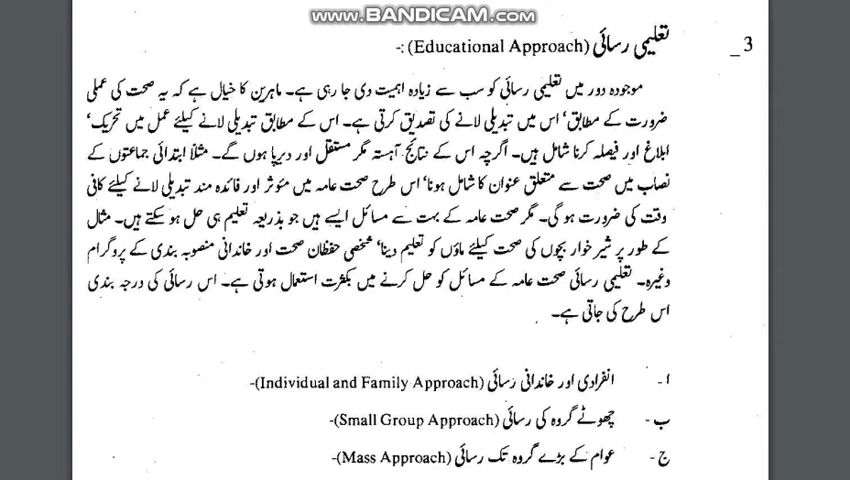 www.BANDICAM.com
3_ تعلیمی رسائی (Educational Approach):-
موجودہ دور میں تعلیمی رسائی کو سب سے زیادہ اہمیت دی جا رہی ہے۔ ماہرین کا خیال ہے کہ یہ صحت کی عملی
ضرورت کے مطابق‘ اس میں تبدیلی لانے کی تصدیق کرتی ہے۔ اس کے مطابق تبدیلی لانے کیلئے عمل میں تحریک‘
ابلاغ اور فیصلہ کرنا شامل ہیں۔ اگرچہ اس کے نتائج آہستہ مگر مستقل اور دیرپا ہوں گے۔ مثلاً ابتدائی جماعتوں کے
نصاب میں صحت سے متعلق عنوان کا شامل ہونا‘ اس طرح صحت عامہ میں مؤثر اور فائدہ مند تبدیلی لانے کیلئے کافی
وقت کی ضرورت ہوگی۔ مگر صحت عامہ کے بہت سے مسائل ایسے ہیں جو بذریعہ تعلیم ہی حل ہو سکتے ہیں۔ مثال
کے طور پر شیر خوار بچوں کی صحت کیلئے ماؤں کو تعلیم دینا‘ شخصی حفظان صحت اور خاندانی منصوبہ بندی کے پروگرام
وغیرہ۔ تعلیمی رسائی صحت عامہ کے مسائل کو حل کرنے میں بکثرت استعمال ہوتی ہے۔ اس رسائی کی درجہ بندی
اس طرح کی جاتی ہے۔
ا- انفرادی اور خاندانی رسائی (Individual and Family Approach)-
ب- چھوٹے گروہ کی رسائی (Small Group Approach)-
ج- عوام کے بڑے گروہ تک رسائی (Mass Approach)-